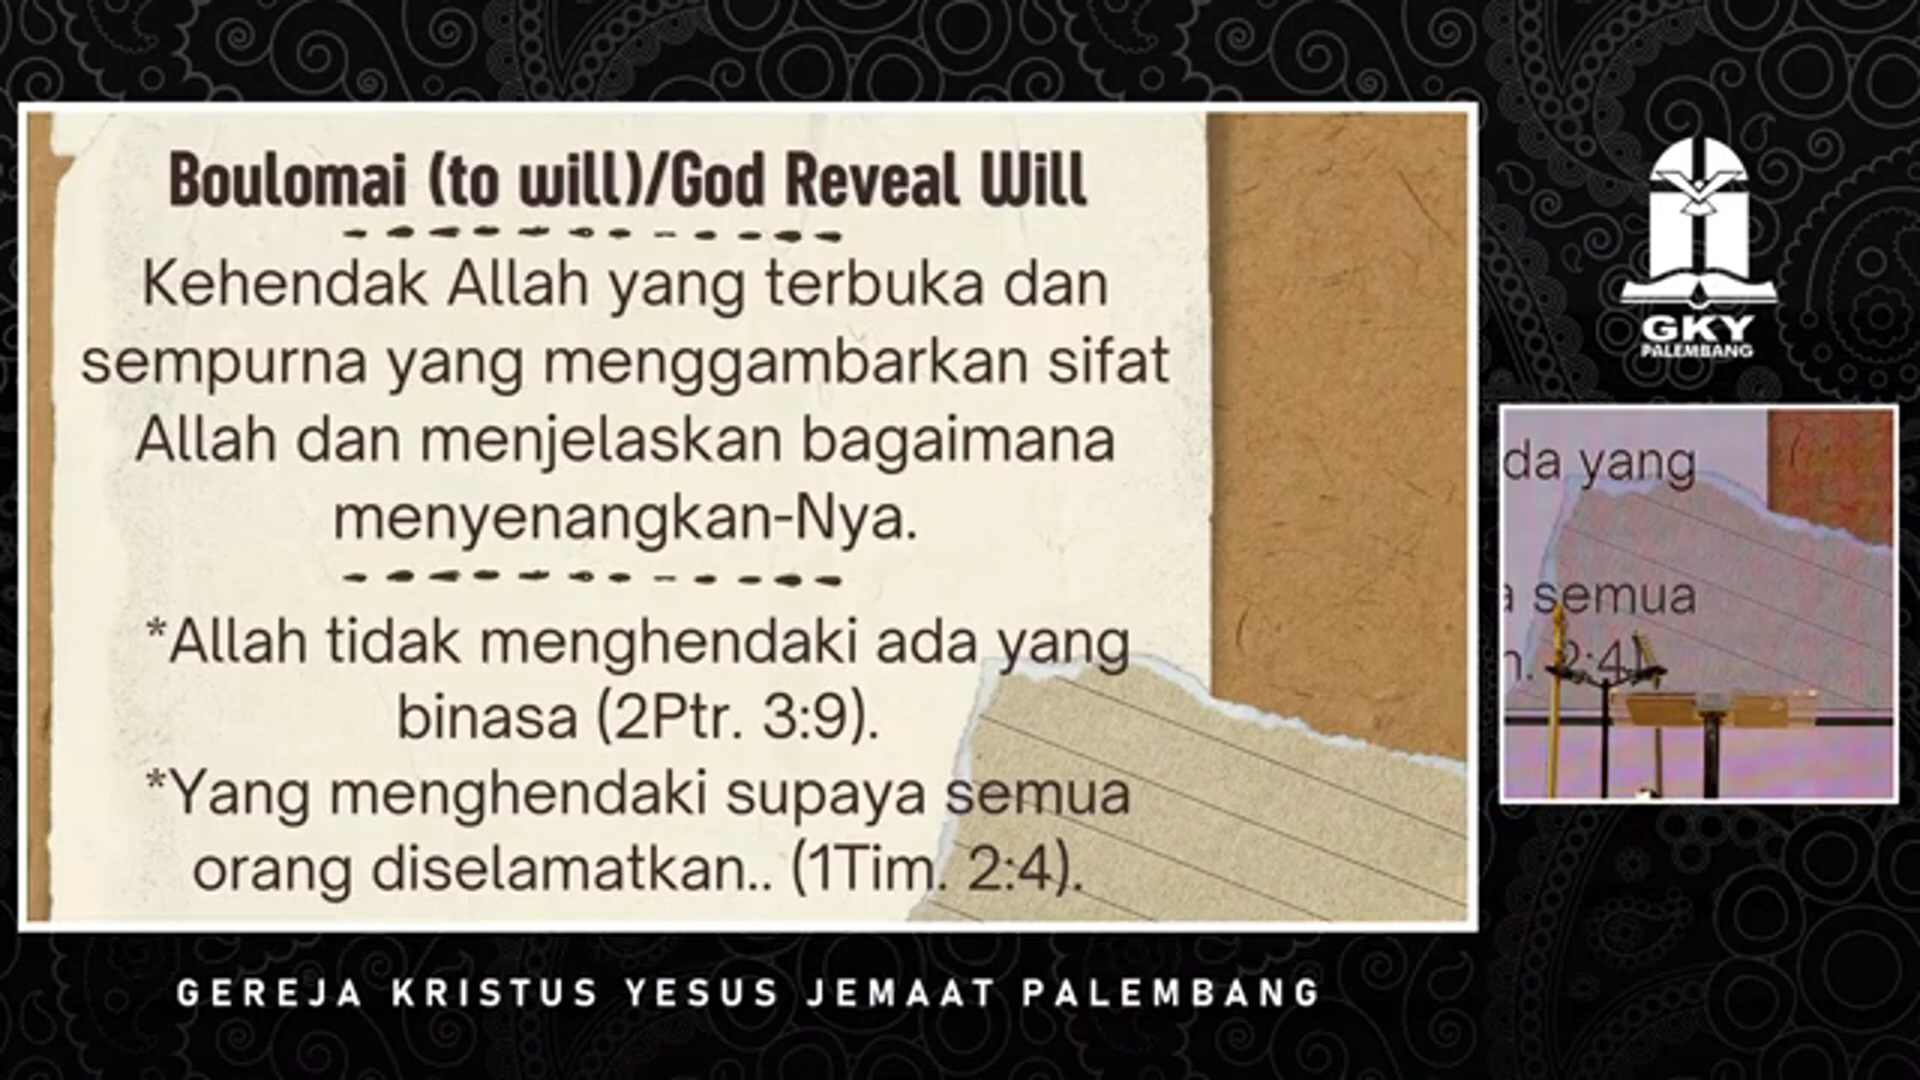 Boulomai (to will)/God Reveal Will
Kehendak Allah yang terbuka dan
sempurna yang menggambarkan sifat
Allah dan menjelaskan bagaimana
menyenangkan-Nya.
*Allah tidak menghendaki ada yang
binasa (2Ptr. 3:9).
*Yang menghendaki supaya semua
orang diselamatkan.. (1Tim. 2:4).
GKY
PALEMBANG
da yang
semua
2:4)
GEREJA KRISTUS YESUS JEMAAT PALEMBANG